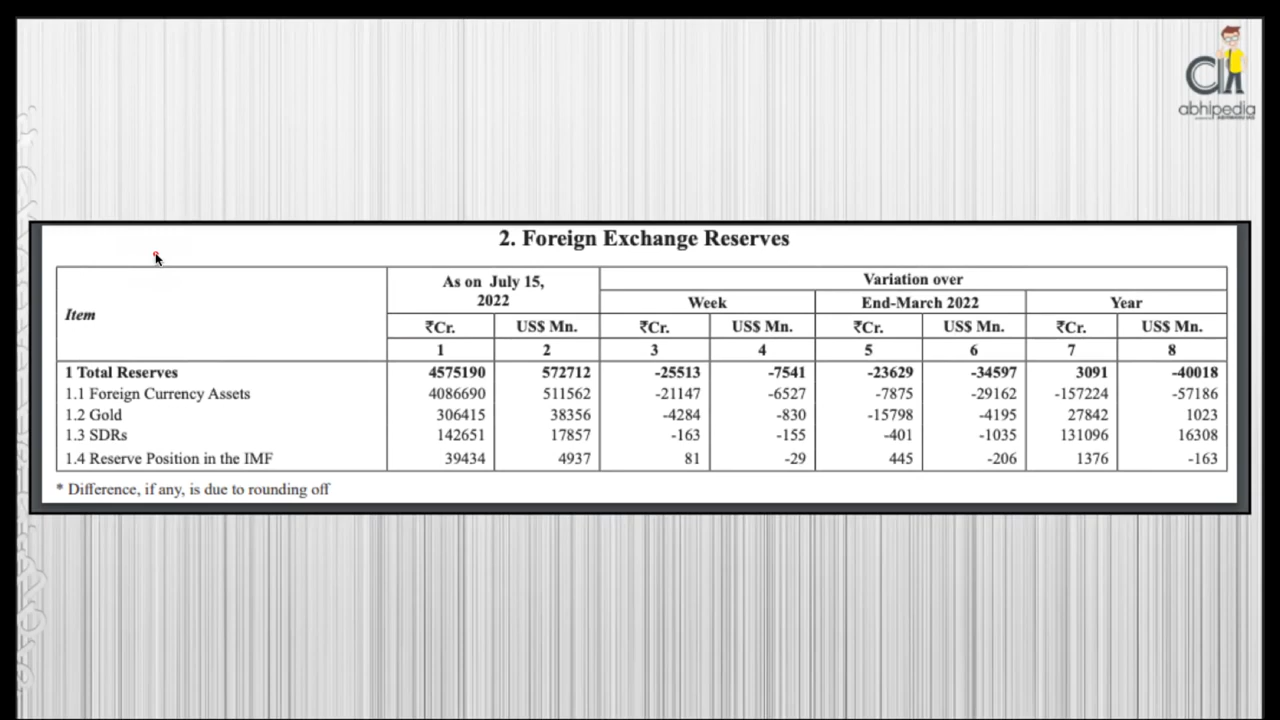 abhipedia
2. Foreign Exchange Reserves
Item
As on July 15, 2022
Variation over
Week
End-March 2022
Year
₹Cr. US$ Mn. ₹Cr. US$ Mn. ₹Cr. US$ Mn. ₹Cr. US$ Mn.
1 2 3 4 5 6 7 8
1 Total Reserves 4575190 572712 -25513 -7541 -23629 -34597 3091 -40018
1.1 Foreign Currency Assets 4086690 511562 -21147 -6527 -7875 -29162 -157224 -57186
1.2 Gold 306415 38356 -4284 -830 -15798 -4195 27842 1023
1.3 SDRs 142651 17857 -163 -155 -401 -1035 131096 16308
1.4 Reserve Position in the IMF 39434 4937 81 -29 445 -206 1376 -163
* Difference, if any, is due to rounding off